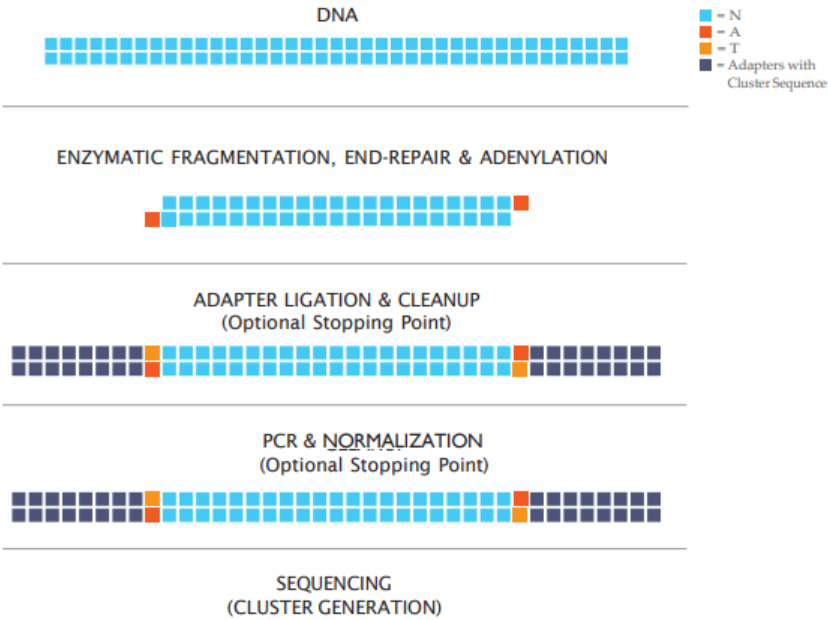 DNA
= N
= A
= T
= Adapters with
Cluster Sequence
ENZYMATIC FRAGMENTATION, END-REPAIR & ADENYLATION
ADAPTER LIGATION & CLEANUP
(Optional Stopping Point)
PCR & NORMALIZATION
(Optional Stopping Point)
SEQUENCING
(CLUSTER GENERATION)